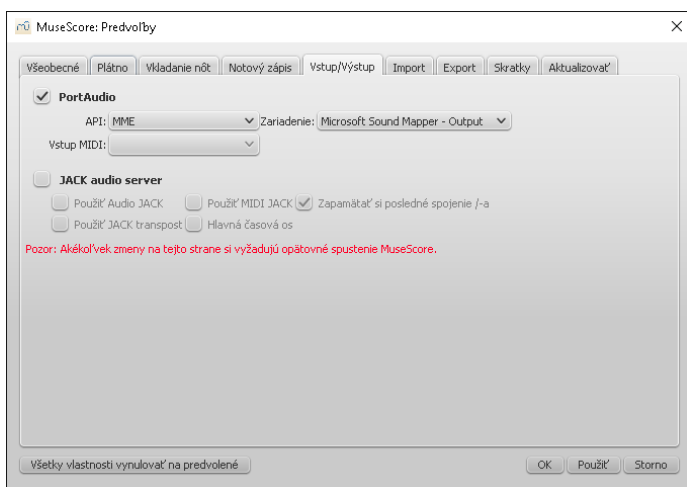 MuseScore: Predvoľby
Všeobecné Plátno Vkladanie nôt Notový zápis Vstup/Výstup Import Export Skratky Aktualizovať
PortAudio
API: MME Zariadenie: Microsoft Sound Mapper - Output
Vstup MIDI:
JACK audio server
Použiť Audio JACK Použiť MIDI JACK Zapamätať si posledné spojenie /-a
Použiť JACK transpost Hlavná časová os
Pozor: Akékoľvek zmeny na tejto strane si vyžadujú opätovné spustenie MuseScore.
Všetky vlastnosti vynulovať na predvolené OK Použiť Storno